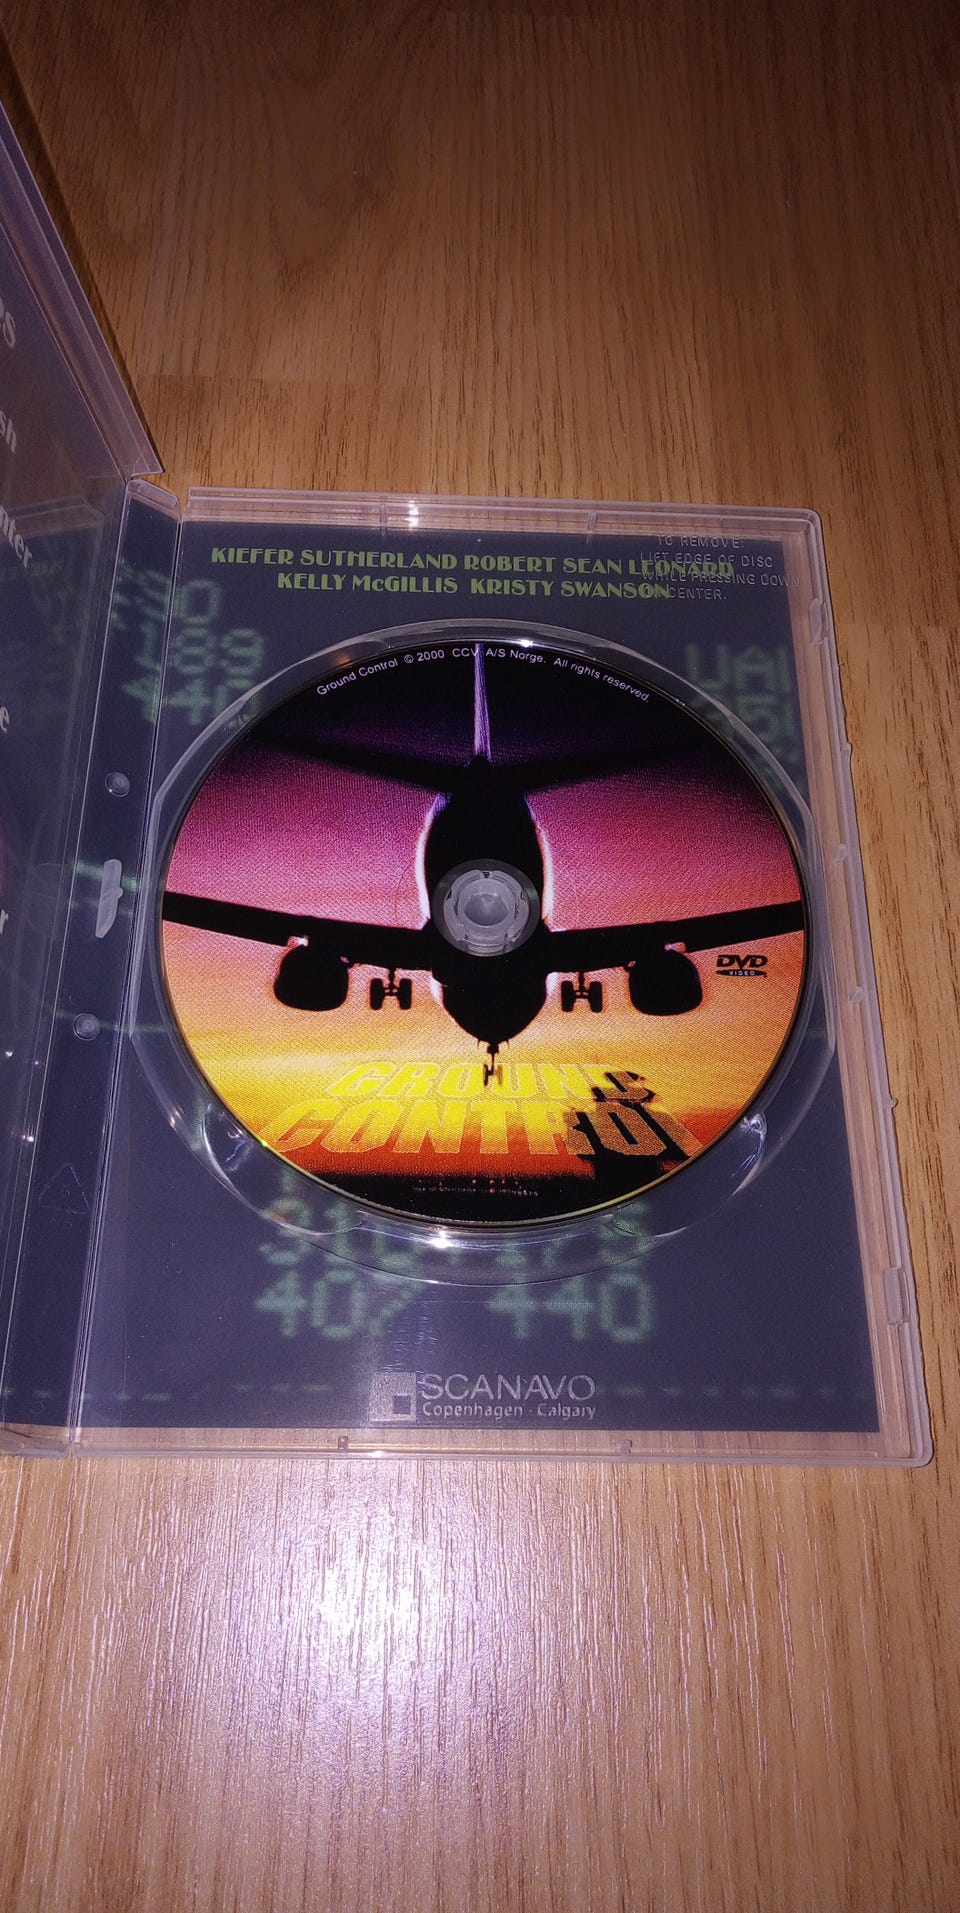 KIEFER SUTHERLAND ROBERT SEAN LEONARD
KELLY McGILLIS KRISTY SWANSON
TO REMOVE:
LIFT EDGE OF DISC
WHILE PRESSING DOWN
ON CENTER.
Ground Control © 2000 CCV A/S Norge. All rights reserved.
DVD
VIDEO
GROUND
CONTROL
407 440
SCANAVO
Copenhagen - Calgary